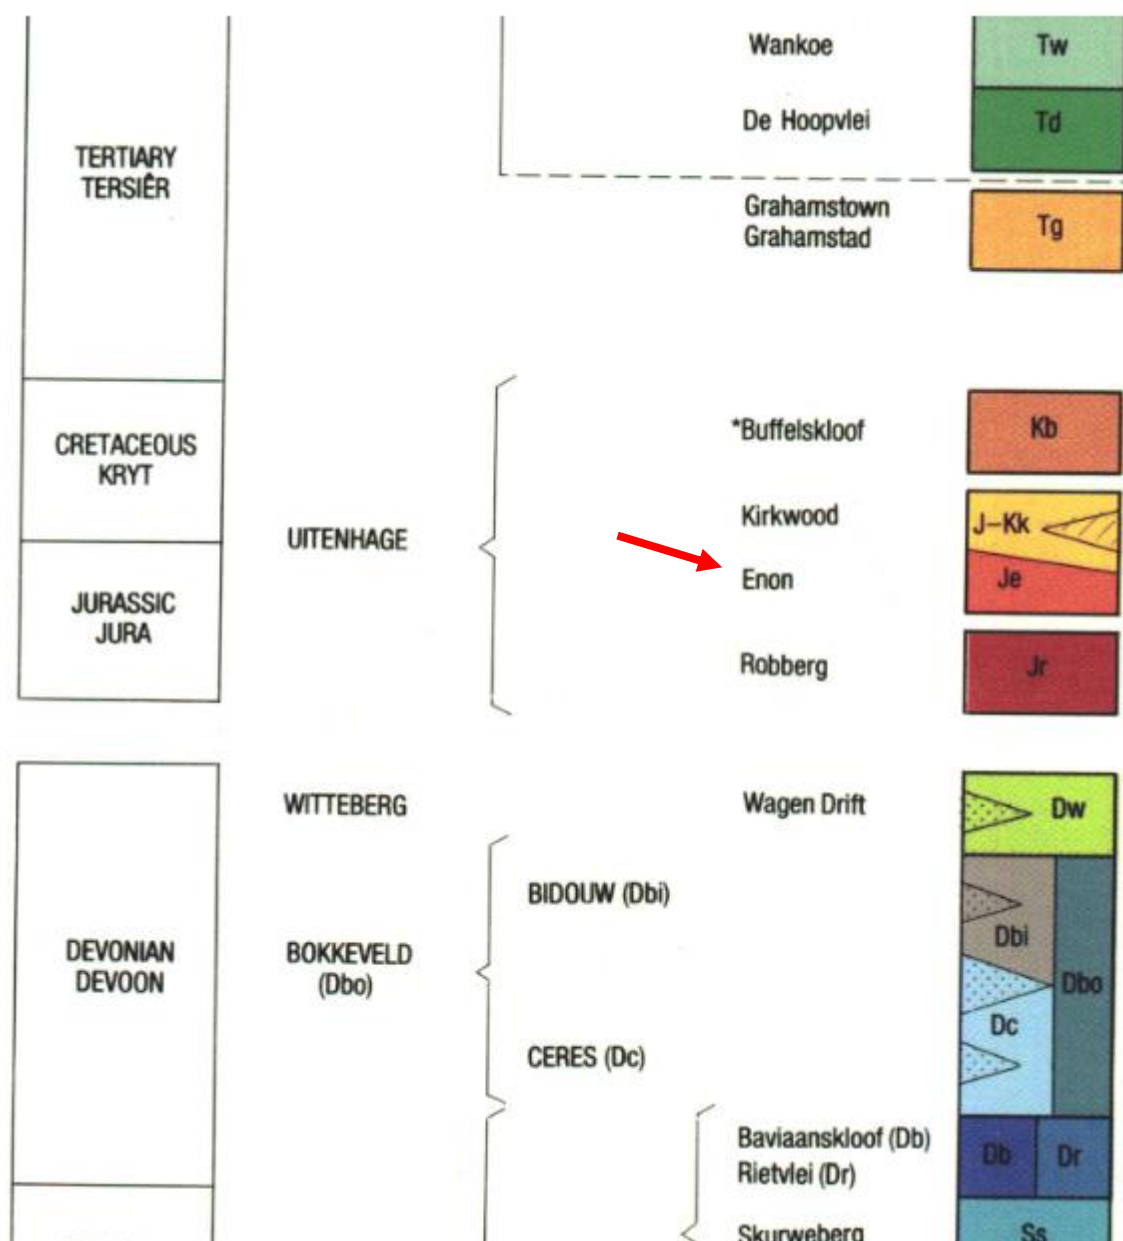 Wankoe
Tw
De Hoopvlei
Td
TERTIARY
TERSIÊR
Grahamstown
Grahamstad
Tg
CRETACEOUS
KRYT
*Buffelskloof
Kb
UITENHAGE
Kirkwood
J-Kk
Enon
Je
JURASSIC
JURA
Robberg
Jr
WITTEBERG
Wagen Drift
Dw
BIDOUW (Dbi)
Dbi
DEVONIAN
DEVOON
BOKKEVELD
(Dbo)
Dbo
CERES (Dc)
Dc
Baviaanskloof (Db)
Rietvlei (Dr)
Db
Dr
Skurweberg
Ss